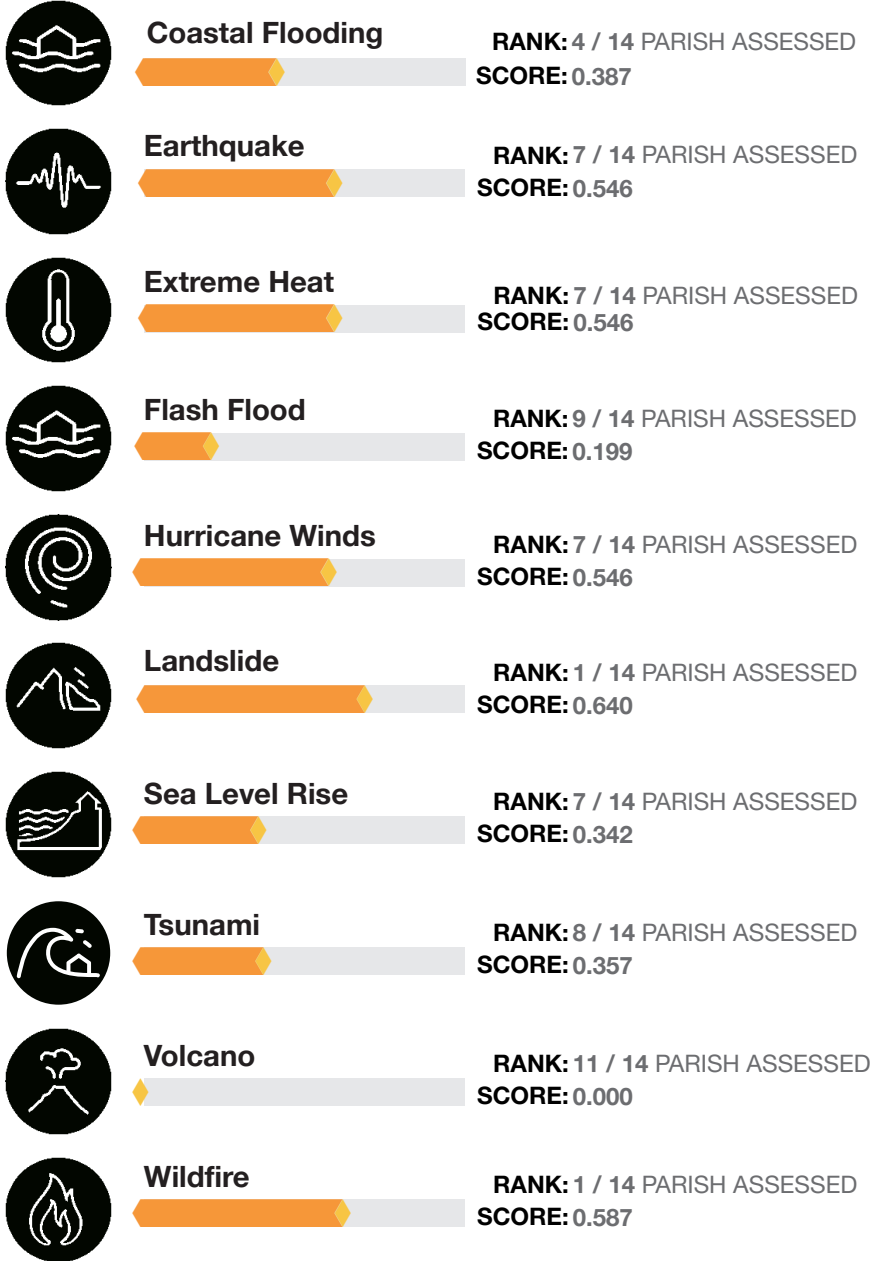 Coastal Flooding
RANK: 4 / 14 PARISH ASSESSED
SCORE: 0.387
Earthquake
RANK: 7 / 14 PARISH ASSESSED
SCORE: 0.546
Extreme Heat
RANK: 7 / 14 PARISH ASSESSED
SCORE: 0.546
Flash Flood
RANK: 9 / 14 PARISH ASSESSED
SCORE: 0.199
Hurricane Winds
RANK: 7 / 14 PARISH ASSESSED
SCORE: 0.546
Landslide
RANK: 1 / 14 PARISH ASSESSED
SCORE: 0.640
Sea Level Rise
RANK: 7 / 14 PARISH ASSESSED
SCORE: 0.342
Tsunami
RANK: 8 / 14 PARISH ASSESSED
SCORE: 0.357
Volcano
RANK: 11 / 14 PARISH ASSESSED
SCORE: 0.000
Wildfire
RANK: 1 / 14 PARISH ASSESSED
SCORE: 0.587